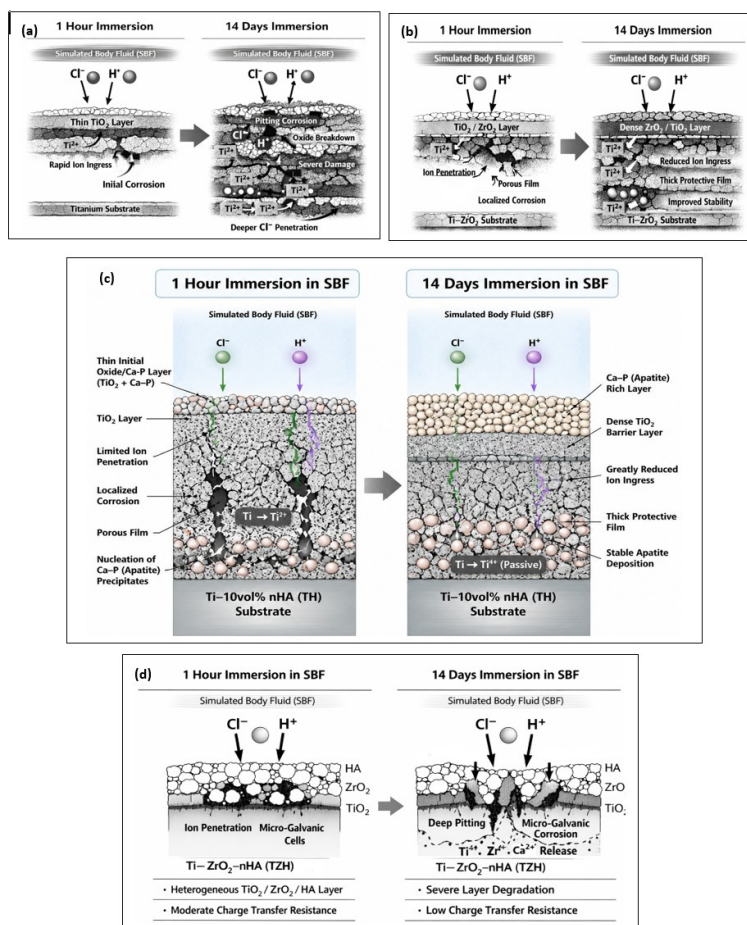 (a)
1 Hour Immersion
14 Days Immersion
Simulated Body Fluid (SBF)
Simulated Body Fluid (SBF)
Cl⁻
H⁺
Cl⁻
H⁺
Thin TiO₂ Layer
Ti²⁺
Rapid Ion Ingress
Iniial Corrosion
Titanium Substrate
Pitting Corrosion
Cl⁻
H⁺
Oxide Breakdown
Ti²⁺
Severe Damage
Ti²⁺
Ti²⁺
Ti²⁺
Ti²⁺
Ti²⁺
Deeper Cl⁻ Penetration
(b)
1 Hour Immersion
14 Days Immersion
Simulated Body Fluid (SBF)
Simulated Body Fluid (SBF)
Cl⁻
H⁺
Cl⁻
H⁺
TiO₂ / ZrO₂ Layer
Ti²⁺
Ion Penetration
Porous Film
Localized Corrosion
Ti–ZrO₂ Substrate
Dense ZrO₂ / TiO₂ Layer
Ti²⁺
Reduced Ion Ingress
Ti²⁺
Thick Protective Film
Ti²⁺
Improved Stability
Ti²⁺
Ti–ZrO₂ Substrate
(c)
1 Hour Immersion in SBF
14 Days Immersion in SBF
Simulated Body Fluid (SBF)
Simulated Body Fluid (SBF)
Cl⁻
H⁺
Cl⁻
H⁺
Thin Initial
Oxide/Ca-P Layer
(TiO₂ + Ca–P)
TiO₂ Layer
Limited Ion
Penetration
Localized
Corrosion
Porous Film
Nucleation of
Ca–P (Apatite)
Precipitates
Ti → Ti²⁺
Ti–10vol% nHA (TH)
Substrate
Ca–P (Apatite)
Rich Layer
Dense TiO₂
Barrier Layer
Greatly Reduced
Ion Ingress
Thick Protective
Film
Stable Apatite
Deposition
Ti → Ti⁴⁺ (Passive)
Ti–10vol% nHA (TH)
Substrate
(d)
1 Hour Immersion in SBF
14 Days Immersion in SBF
Simulated Body Fluid (SBF)
Simulated Body Fluid (SBF)
Cl⁻
H⁺
Cl⁻
H⁺
HA
ZrO₂
TiO₂
Ion Penetration
Micro-Galvanic
Cells
Ti–ZrO₂–nHA (TZH)
• Heterogeneous TiO₂ / ZrO₂ / HA Layer
• Moderate Charge Transfer Resistance
HA
ZrO
TiO₂
Deep Pitting
Micro-Galvanic
Corrosion
Ca²⁺ Release
Ti–ZrO₂–nHA (TZH)
• Severe Layer Degradation
• Low Charge Transfer Resistance